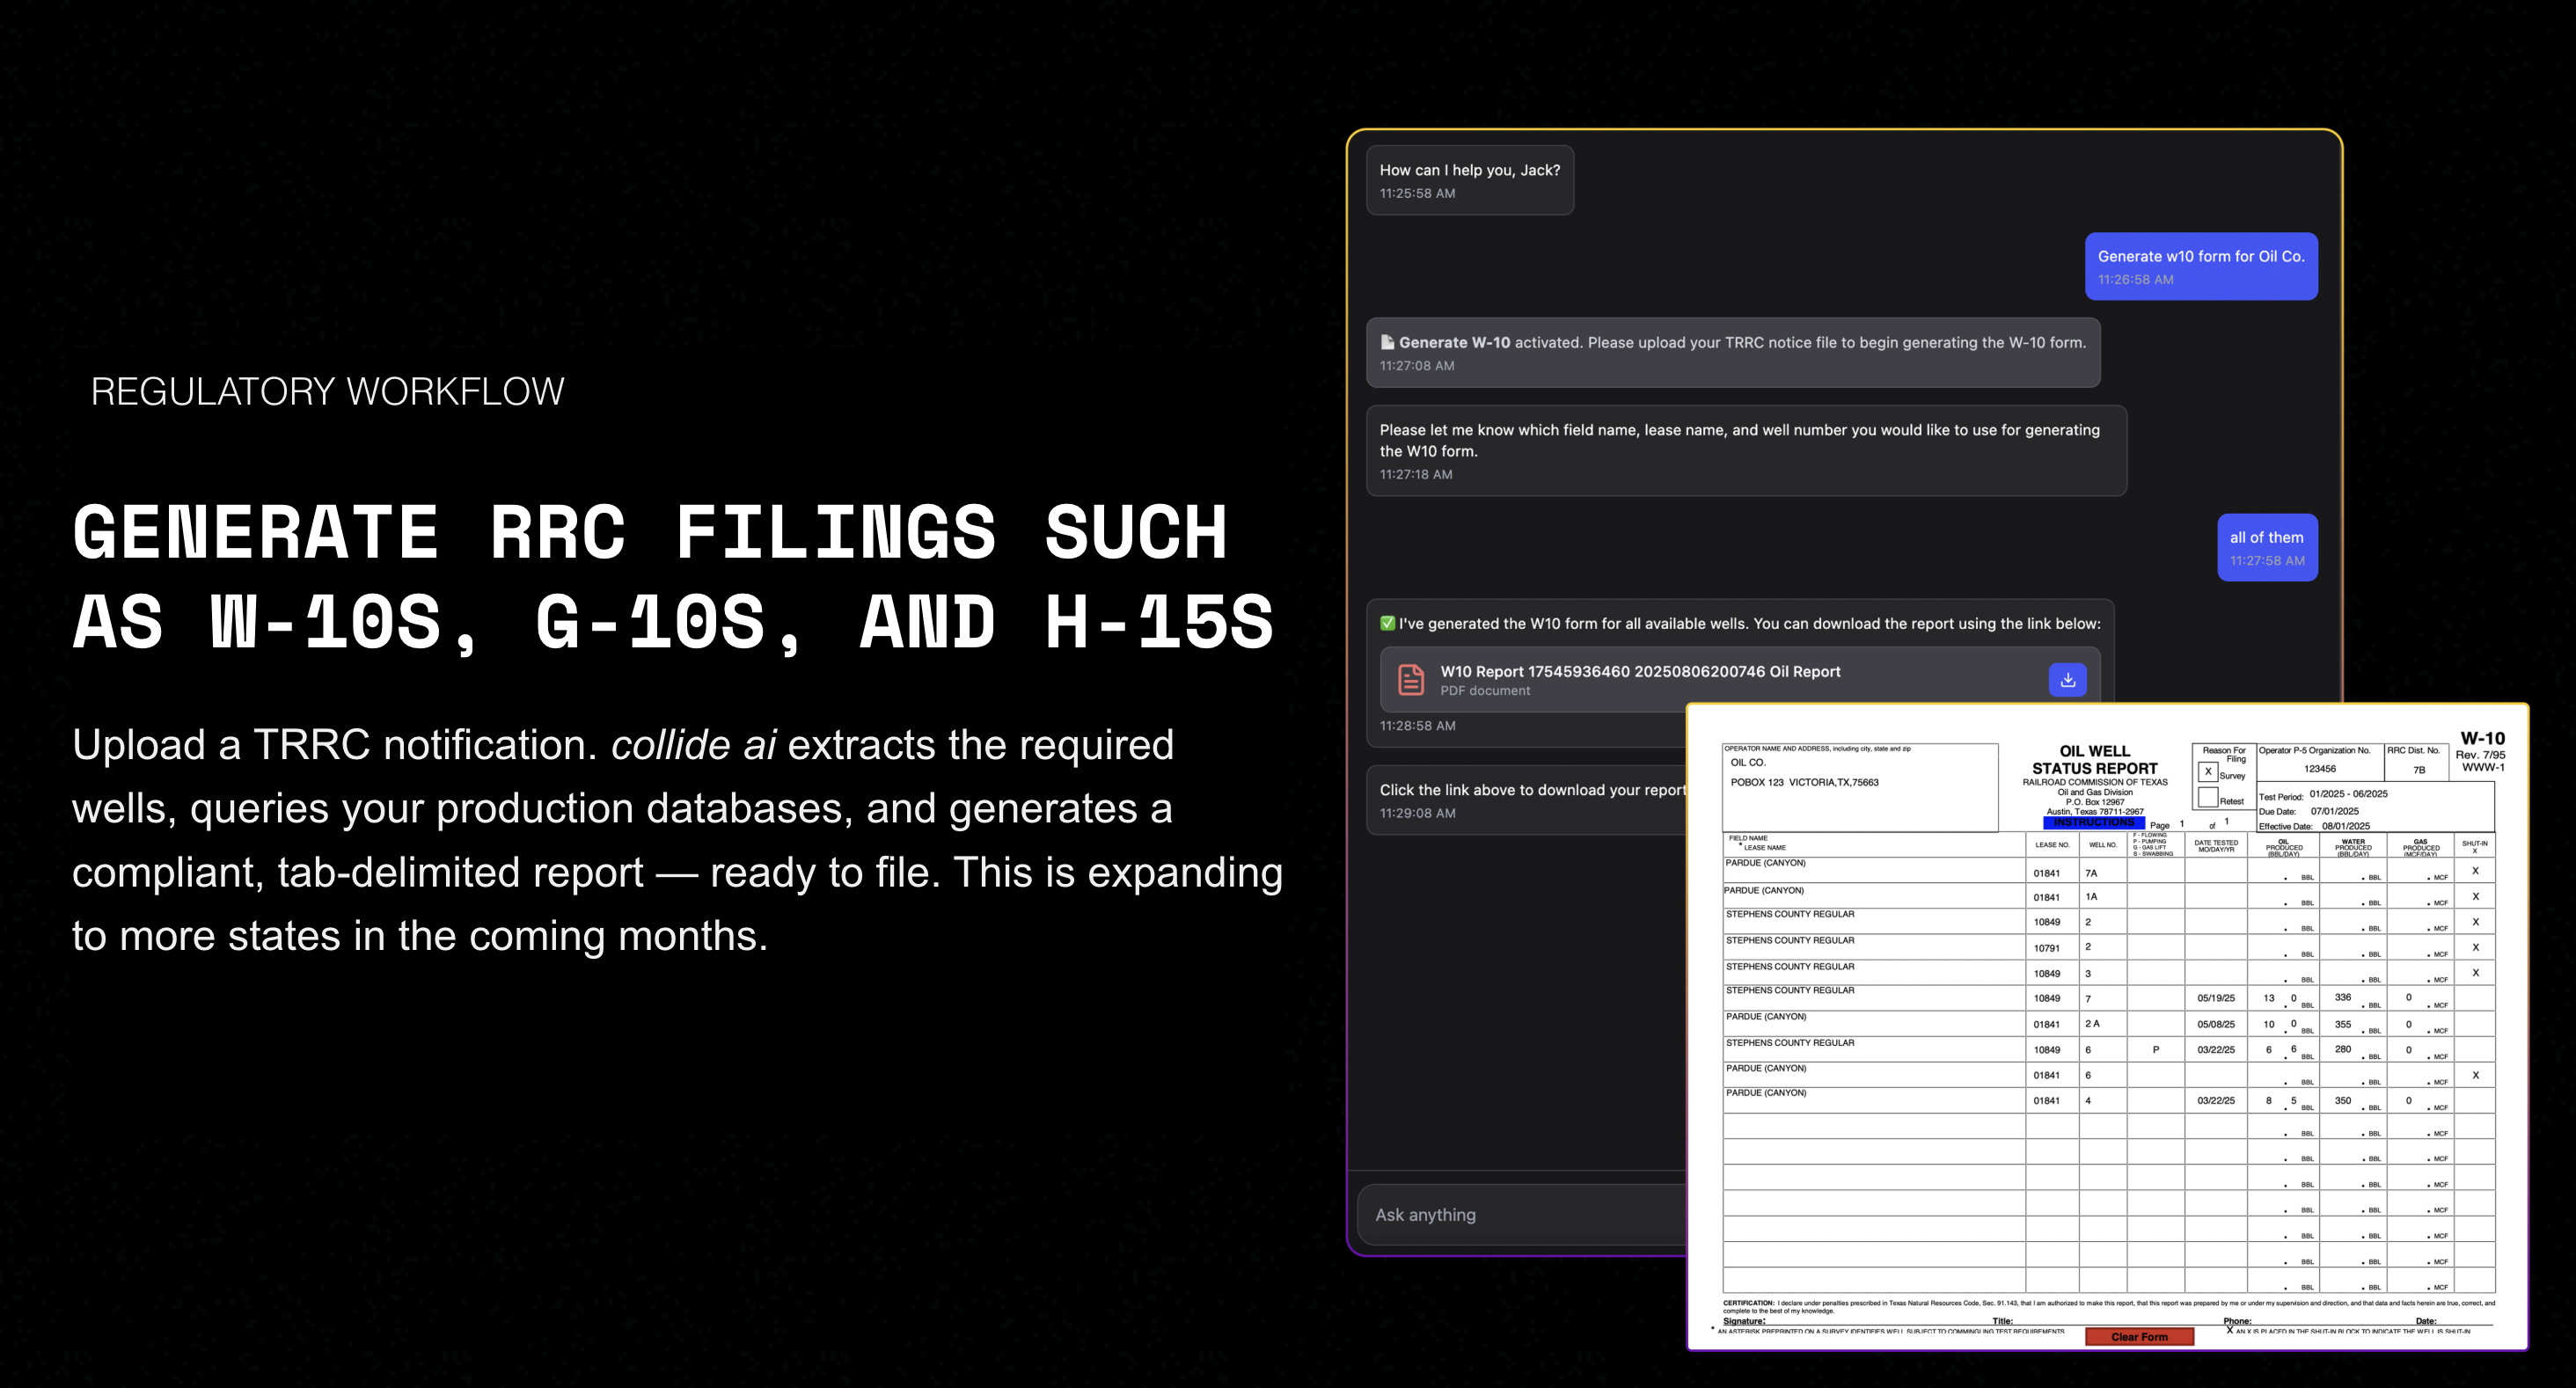 REGULATORY WORKFLOW
GENERATE RRC FILINGS SUCH
AS W-10S, G-10S, AND H-15S
Upload a TRRC notification. collide ai extracts the required
wells, queries your production databases, and generates a
compliant, tab-delimited report — ready to file. This is expanding
to more states in the coming months.
How can I help you, Jack?
11:25:58 AM
Generate w10 form for Oil Co.
11:26:58 AM
Generate W-10 activated. Please upload your TRRC notice file to begin generating the W-10 form.
11:27:08 AM
Please let me know which field name, lease name, and well number you would like to use for generating
the W10 form.
11:27:18 AM
all of them
11:27:58 AM
✅ I've generated the W10 form for all available wells. You can download the report using the link below:
W10 Report 17545936460 20250806200746 Oil Report
PDF document
11:28:58 AM
Click the link above to download your report
11:29:08 AM
Ask anything
OPERATOR NAME AND ADDRESS, including city, state and zip
OIL CO.
POBOX 123 VICTORIA,TX,75663
OIL WELL
STATUS REPORT
RAILROAD COMMISSION OF TEXAS
Oil and Gas Division
P.O. Box 12967
Austin, Texas 78711-2967
INSTRUCTIONS Page 1 of 1
Reason For
Filing
X Survey
Retest
Operator P-5 Organization No.
123456
RRC Dist. No.
7B
W-10
Rev. 7/95
WWW-1
Test Period: 01/2025 - 06/2025
Due Date: 07/01/2025
Effective Date: 08/01/2025
FIELD NAME
* LEASE NAME
LEASE NO.
WELL NO.
F - FLOWING
P - PUMPING
G - GAS LIFT
S - SWABBING
DATE TESTED
MO/DAY/YR
OIL
PRODUCED
(BBL/DAY)
WATER
PRODUCED
(BBL/DAY)
GAS
PRODUCED
(MCF/DAY)
SHUT-IN
X
PARDUE (CANYON) 01841 7A . BBL . BBL . MCF X
PARDUE (CANYON) 01841 1A . BBL . BBL . MCF X
STEPHENS COUNTY REGULAR 10849 2 . BBL . BBL . MCF X
STEPHENS COUNTY REGULAR 10791 2 . BBL . BBL . MCF X
STEPHENS COUNTY REGULAR 10849 3 . BBL . BBL . MCF X
STEPHENS COUNTY REGULAR 10849 7 05/19/25 13 . 0 BBL 336 . BBL 0 . MCF
PARDUE (CANYON) 01841 2 A 05/08/25 10 . 0 BBL 355 . BBL 0 . MCF
STEPHENS COUNTY REGULAR 10849 6 P 03/22/25 6 . 6 BBL 280 . BBL 0 . MCF
PARDUE (CANYON) 01841 6 . BBL . BBL . MCF X
PARDUE (CANYON) 01841 4 03/22/25 8 . 5 BBL 350 . BBL 0 . MCF
. BBL . BBL . MCF
. BBL . BBL . MCF
. BBL . BBL . MCF
. BBL . BBL . MCF
. BBL . BBL . MCF
. BBL . BBL . MCF
. BBL . BBL . MCF
CERTIFICATION: I declare under penalties prescribed in Texas Natural Resources Code, Sec. 91.143, that I am authorized to make this report, that this report was prepared by me or under my supervision and direction, and that data and facts herein are true, correct, and
complete to the best of my knowledge.
Signature: Title: Phone: Date:
* AN ASTERISK PREPRINTED ON A SURVEY IDENTIFIES WELL SUBJECT TO COMMINGLING TEST REQUIREMENTS
Clear Form
X AN X IS PLACED IN THE SHUT-IN BLOCK TO INDICATE THE WELL IS SHUT-IN